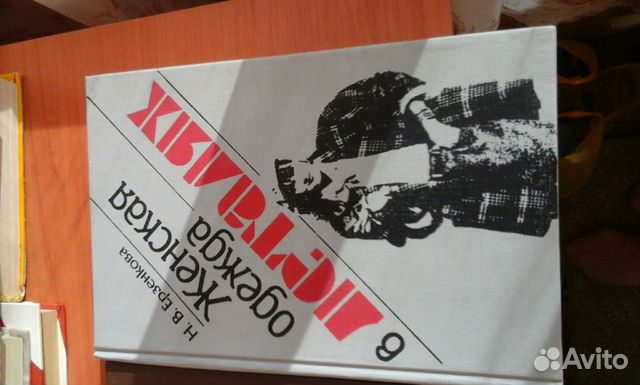 Н. В. Ерзенкова
Женская
одежда
в деталях
Avito